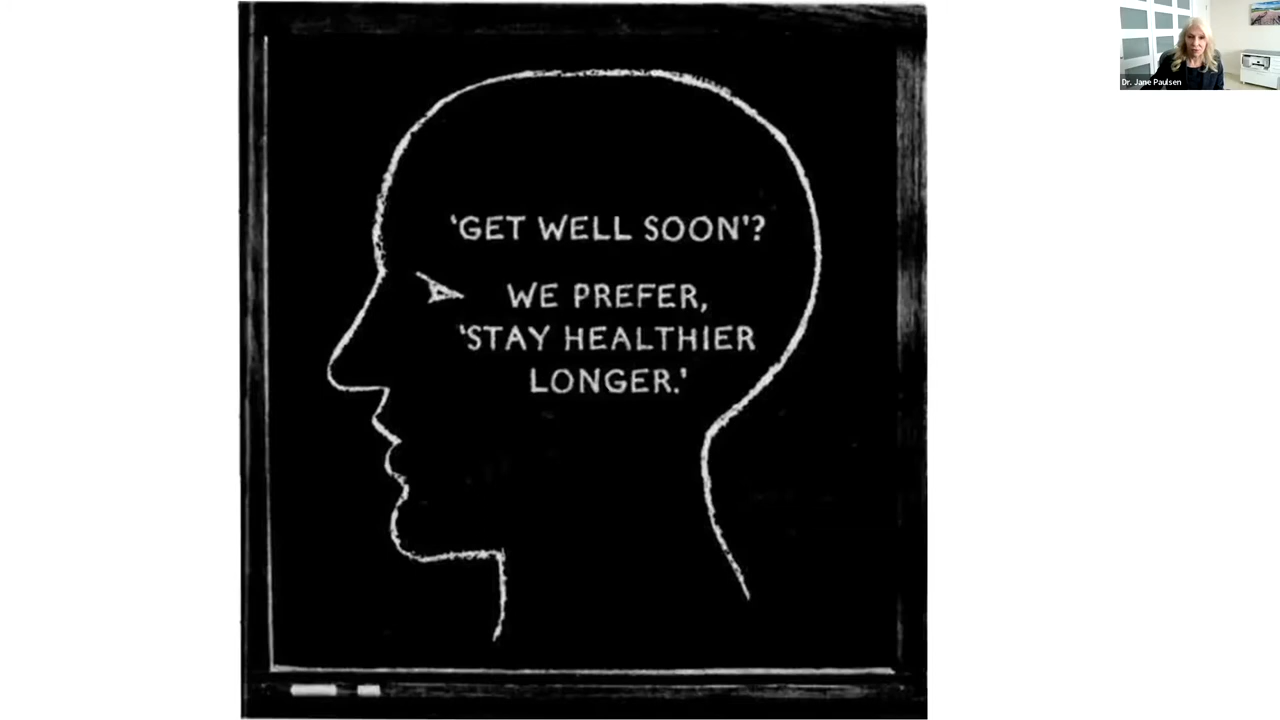 Dr. Jane Paulsen
'GET WELL SOON'?
WE PREFER,
'STAY HEALTHIER
LONGER.'